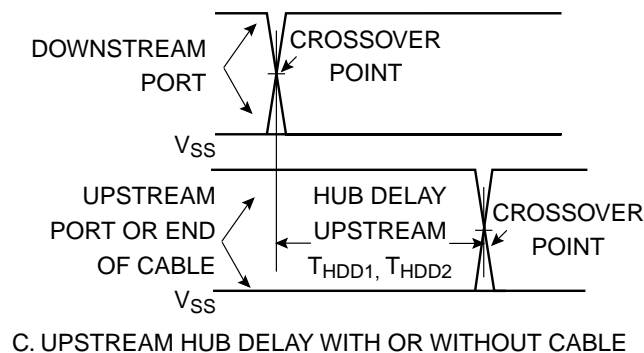 DOWNSTREAM
PORT
CROSSOVER
POINT
VSS
UPSTREAM
PORT OR END
OF CABLE
HUB DELAY
UPSTREAM
THDD1, THDD2
CROSSOVER
POINT
VSS
C. UPSTREAM HUB DELAY WITH OR WITHOUT CABLE